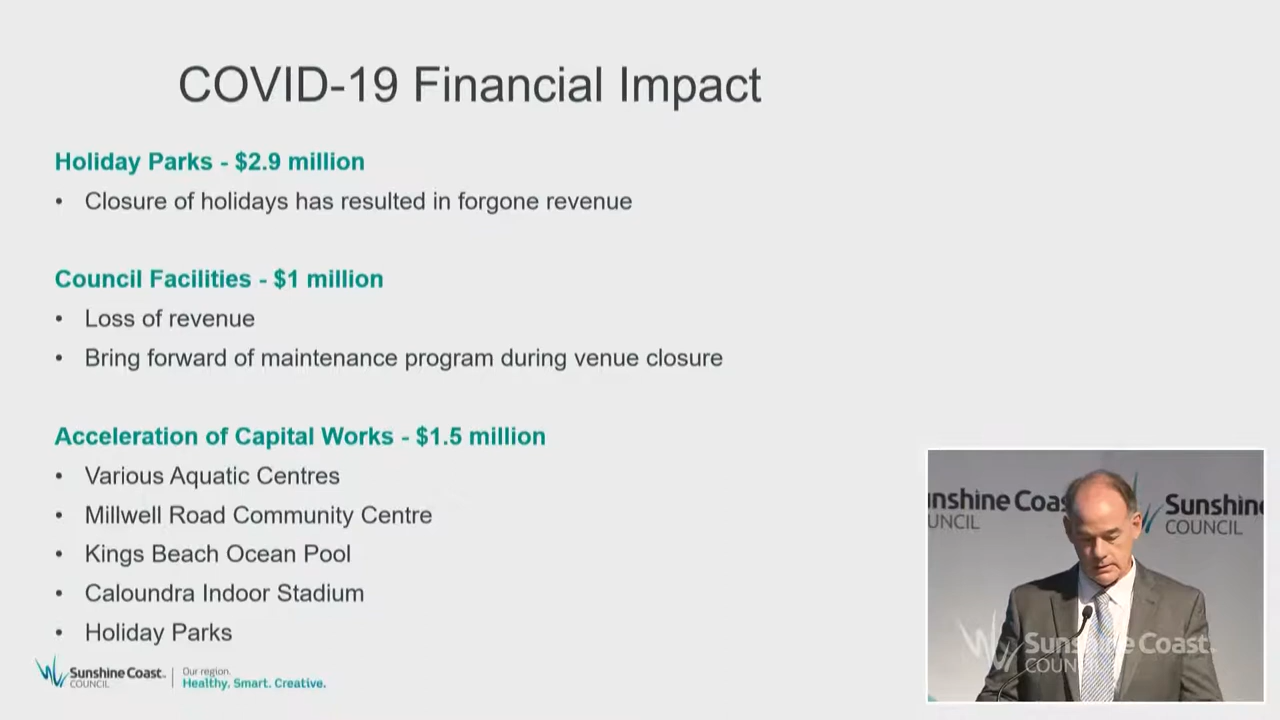 COVID-19 Financial Impact
Holiday Parks - $2.9 million
• Closure of holidays has resulted in forgone revenue
Council Facilities - $1 million
• Loss of revenue
• Bring forward of maintenance program during venue closure
Acceleration of Capital Works - $1.5 million
• Various Aquatic Centres
• Millwell Road Community Centre
• Kings Beach Ocean Pool
• Caloundra Indoor Stadium
• Holiday Parks
Sunshine Coast.
COUNCIL
Our region.
Healthy. Smart. Creative.
unshine Coas
UNCIL
Sunshine
COUNCIL
Sunshine Coast.
COUNCIL